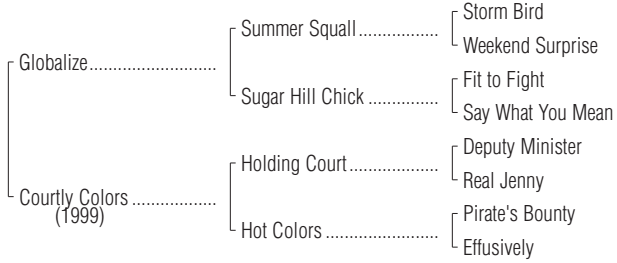 Storm Bird
Summer Squall..................
Weekend Surprise
Globalize...........................
Fit to Fight
Sugar Hill Chick ................
Say What You Mean
Deputy Minister
Holding Court....................
Real Jenny
Courtly Colors ..................
(1999)
Pirate's Bounty
Hot Colors .........................
Effusively